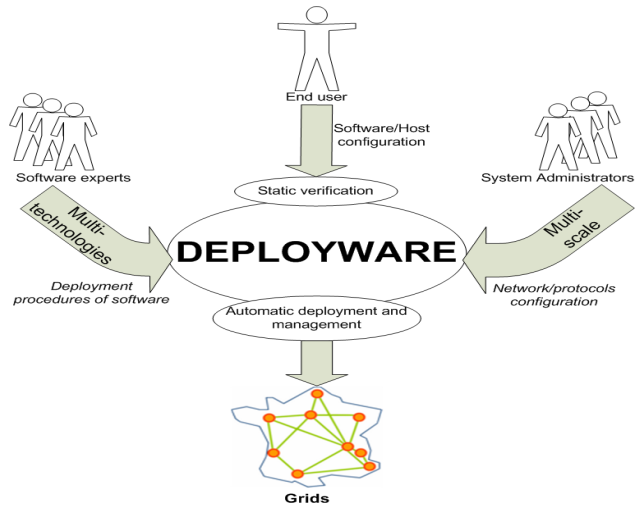 End user
Software/Host
configuration
Software experts
System Administrators
Static verification
Multi-
technologies
DEPLOYWARE
Multi-
scale
Deployment
procedures of software
Network/protocols
configuration
Automatic deployment and
management
Grids